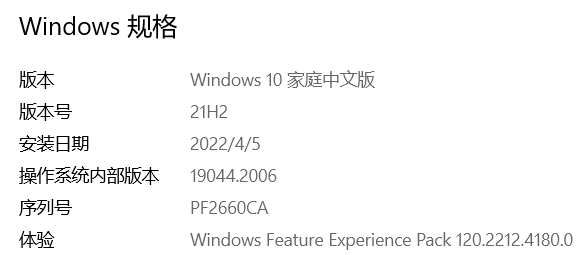 Windows 规格
版本 Windows 10 家庭中文版
版本号 21H2
安装日期 2022/4/5
操作系统内部版本 19044.2006
序列号 PF2660CA
体验 Windows Feature Experience Pack 120.2212.4180.0